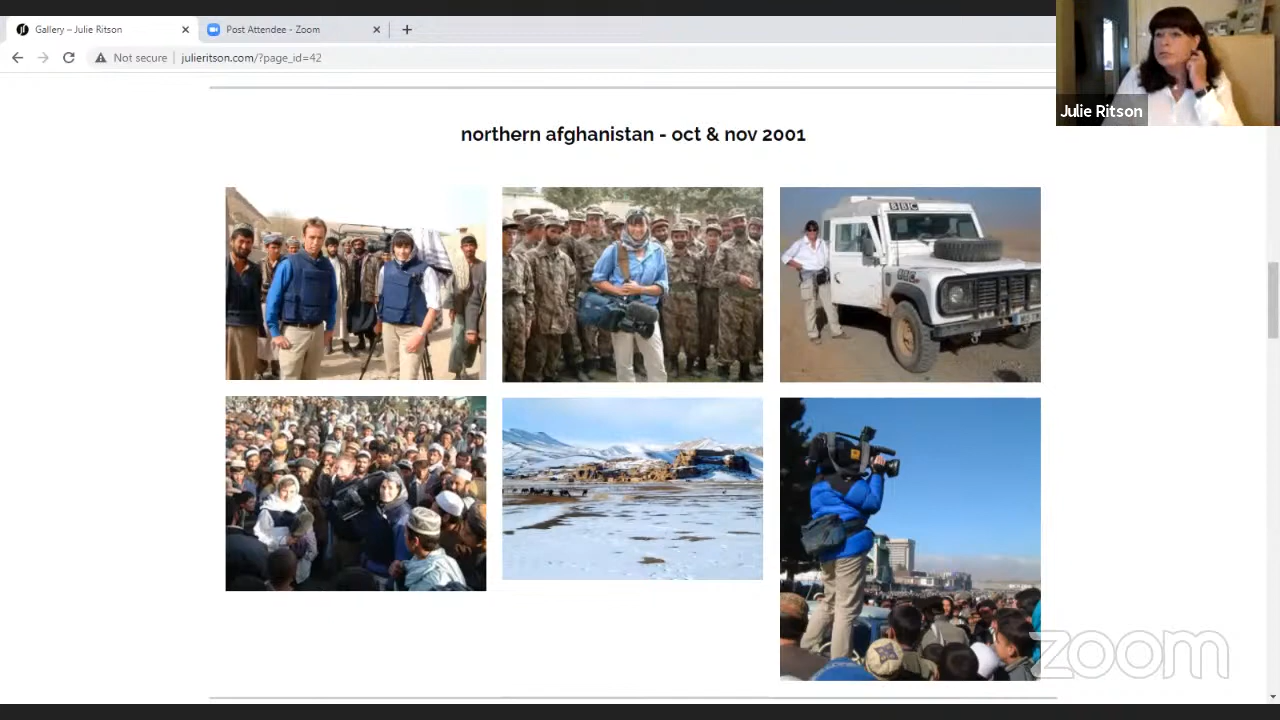 Gallery – Julie Ritson
Post Attendee - Zoom
Not secure
julieritson.com/?page_id=42
Julie Ritson
northern afghanistan - oct & nov 2001
BBC
BBC
zoom